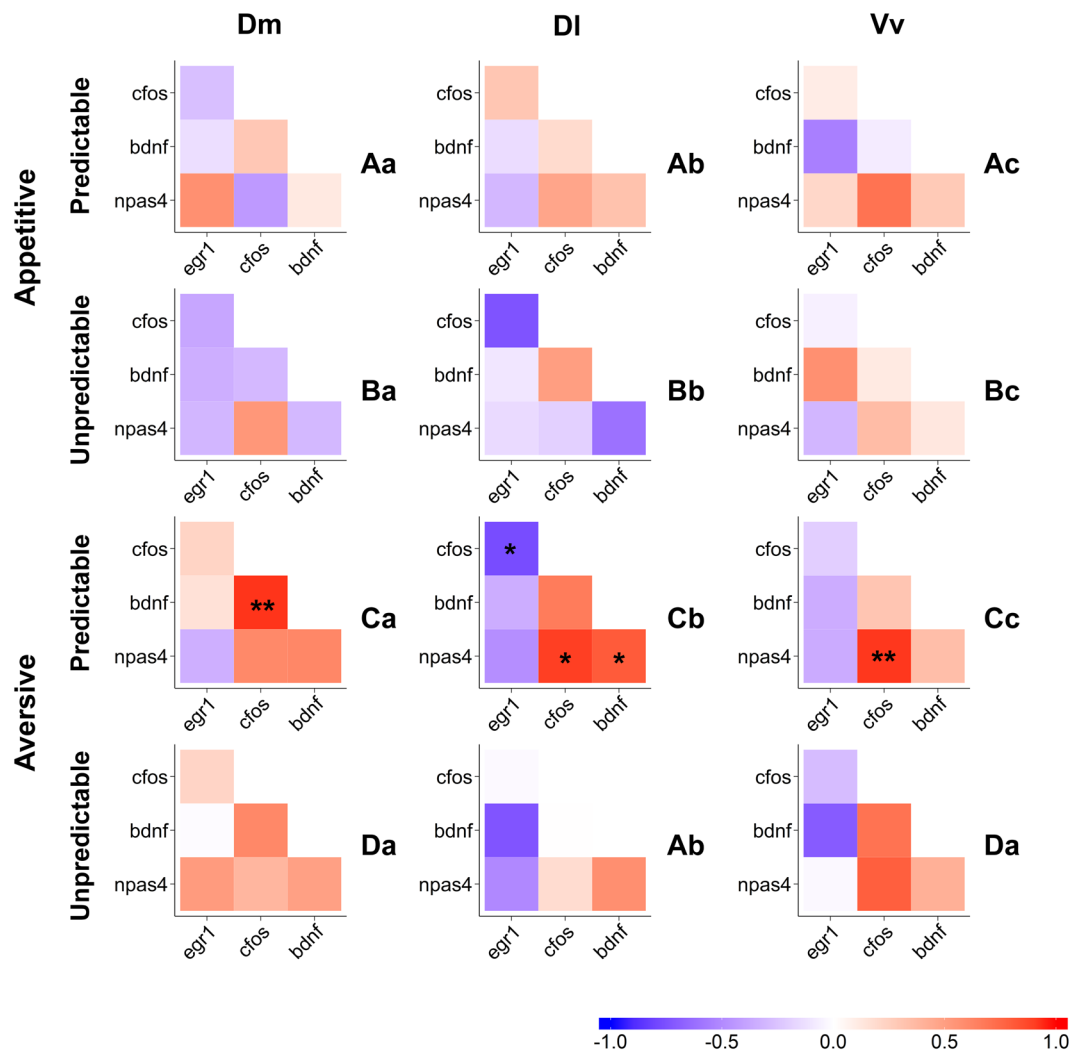 Dm Dl Vv
Appetitive
Predictable
cfos cfos cfos
bdnf bdnf bdnf
Aa Ab Ac
npas4 npas4 npas4
egr1 cfos bdnf egr1 cfos bdnf egr1 cfos bdnf
Unpredictable
cfos cfos cfos
bdnf bdnf bdnf
Ba Bb Bc
npas4 npas4 npas4
egr1 cfos bdnf egr1 cfos bdnf egr1 cfos bdnf
Aversive
Predictable
cfos * cfos cfos
bdnf ** bdnf bdnf
Ca Cb Cc
npas4 npas4 * * npas4 **
egr1 cfos bdnf egr1 cfos bdnf egr1 cfos bdnf
Unpredictable
cfos cfos cfos
bdnf bdnf bdnf
Da Ab Da
npas4 npas4 npas4
egr1 cfos bdnf egr1 cfos bdnf egr1 cfos bdnf
-1.0 -0.5 0.0 0.5 1.0